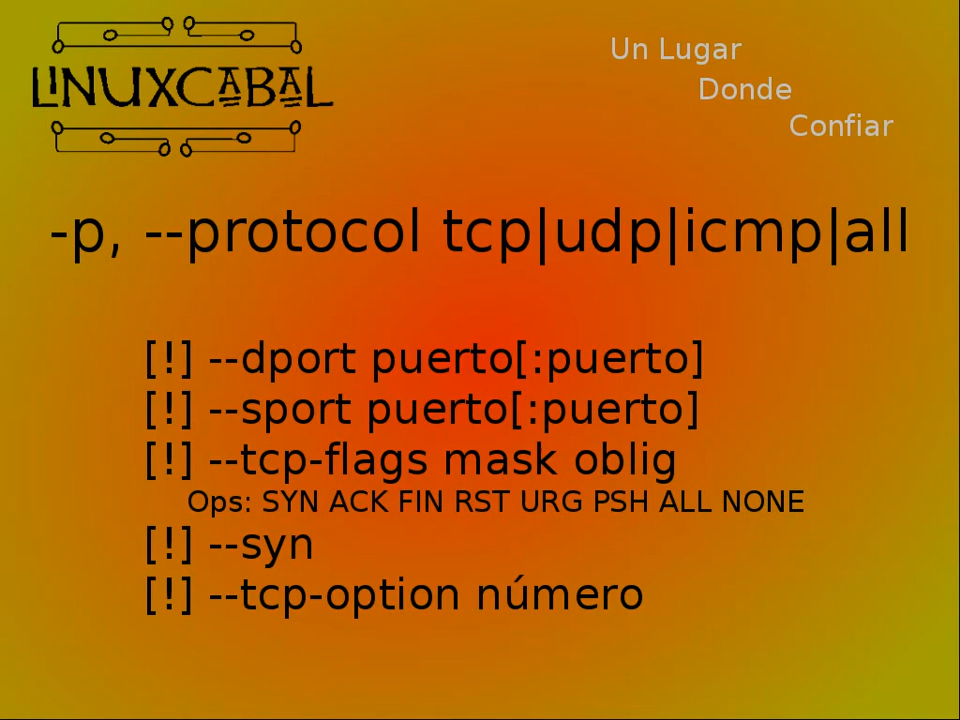 LINUXCABAL
Un Lugar
Donde
Confiar
-p, --protocol tcp|udp|icmp|all
[!] --dport puerto[:puerto]
[!] --sport puerto[:puerto]
[!] --tcp-flags mask oblig
Ops: SYN ACK FIN RST URG PSH ALL NONE
[!] --syn
[!] --tcp-option número